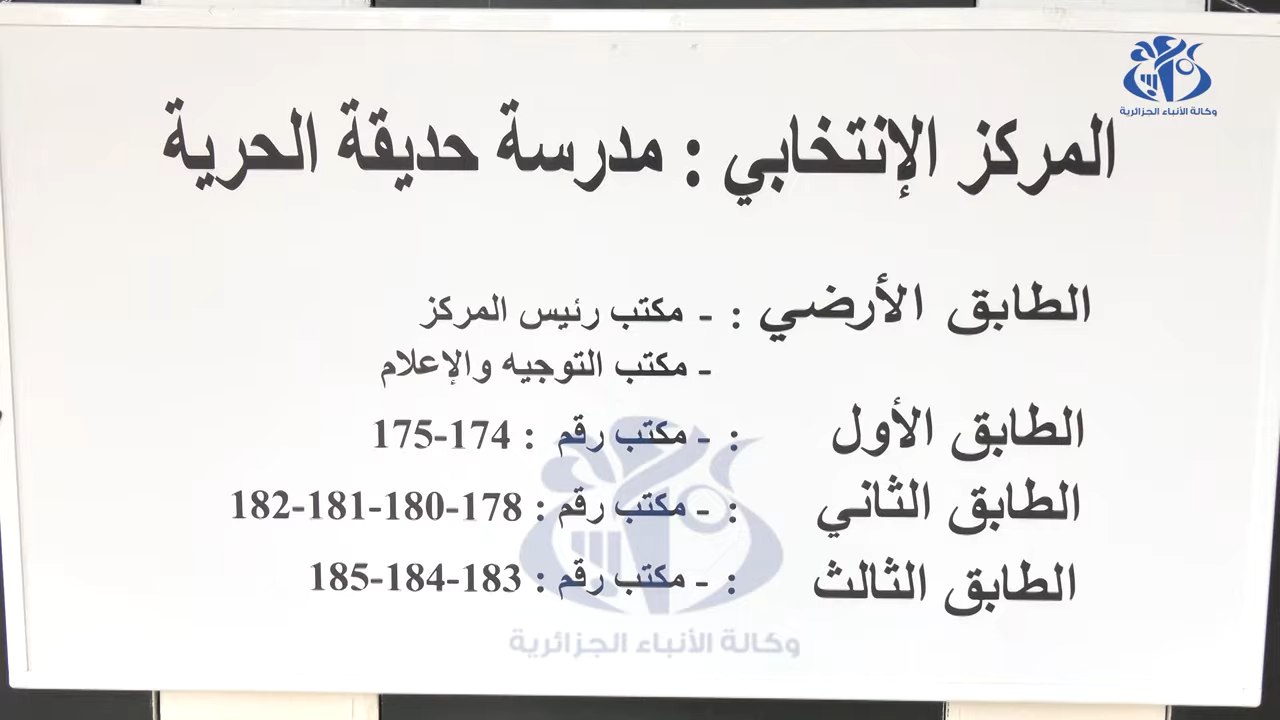 وكالة الأنباء الجزائرية
المركز الإنتخابي : مدرسة حديقة الحرية
الطابق الأرضي : - مكتب رئيس المركز
- مكتب التوجيه والإعلام
الطابق الأول : - مكتب رقم : 174-175
الطابق الثاني : - مكتب رقم : 178-180-181-182
الطابق الثالث : - مكتب رقم : 183-184-185
وكالة الأنباء الجزائرية